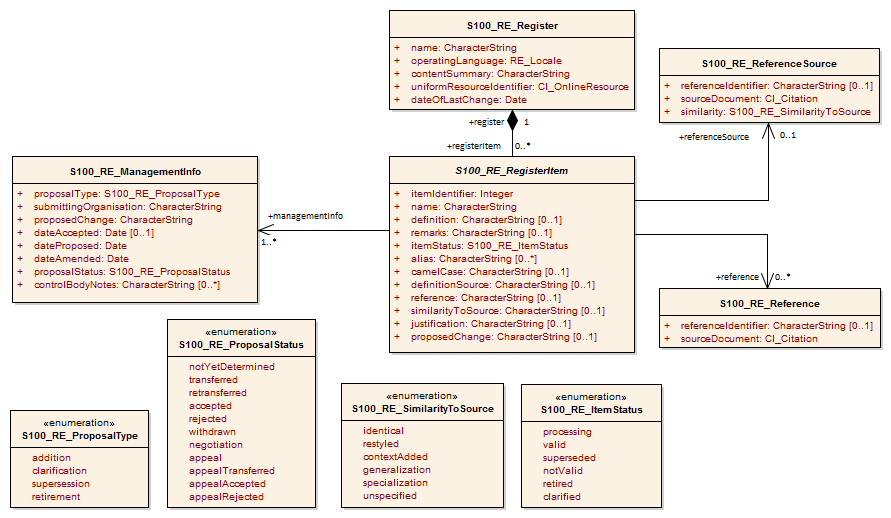 S100_RE_Register
+ name: CharacterString
+ operatingLanguage: RE_Locale
+ contentSummary: CharacterString
+ uniformResourceIdentifier: CI_OnlineResource
+ dateOfLastChange: Date
S100_RE_ReferenceSource
+ referenceIdentifier: CharacterString [0..1]
+ sourceDocument: CI_Citation
+ similarity: S100_RE_SimilarityToSource
+register 1
+registerItem 0..*
+referenceSource 0..1
S100_RE_ManagementInfo
+ proposalType: S100_RE_ProposalType
+ submittingOrganisation: CharacterString
+ proposedChange: CharacterString
+ dateAccepted: Date [0..1]
+ dateProposed: Date
+ dateAmended: Date
+ proposalStatus: S100_RE_ProposalStatus
+ controlBodyNotes: CharacterString [0..*]
+managementInfo
1..*
S100_RE_RegisterItem
+ itemIdentifier: Integer
+ name: CharacterString
+ definition: CharacterString [0..1]
+ remarks: CharacterString [0..1]
+ itemStatus: S100_RE_ItemStatus
+ alias: CharacterString [0..*]
+ camelCase: CharacterString [0..1]
+ definitionSource: CharacterString [0..1]
+ reference: CharacterString [0..1]
+ similarityToSource: CharacterString [0..1]
+ justification: CharacterString [0..1]
+ proposedChange: CharacterString [0..1]
+reference 0..*
S100_RE_Reference
+ referenceIdentifier: CharacterString [0..1]
+ sourceDocument: CI_Citation
«enumeration»
S100_RE_ProposalType
addition
clarification
supersession
retirement
«enumeration»
S100_RE_ProposalStatus
notYetDetermined
transferred
retransferred
accepted
rejected
withdrawn
negotiation
appeal
appealTransferred
appealAccepted
appealRejected
«enumeration»
S100_RE_SimilarityToSource
identical
restyled
contextAdded
generalization
specialization
unspecified
«enumeration»
S100_RE_ItemStatus
processing
valid
superseded
notValid
retired
clarified